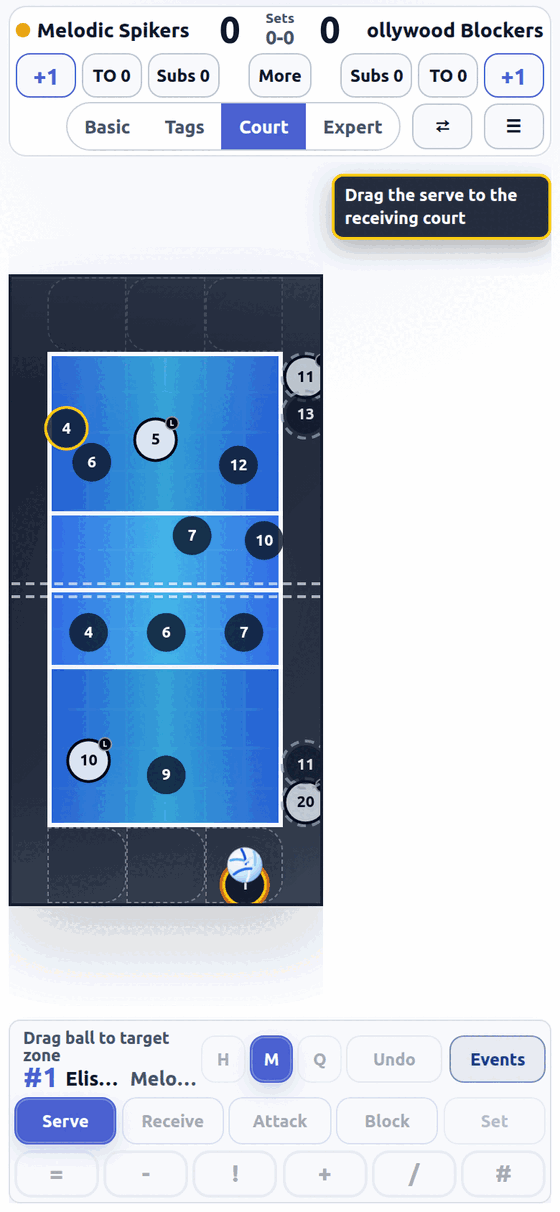 Melodic Spikers 0 Sets 0 ollywood Blockers
0-0
+1 TO 0 Subs 0 More Subs 0 TO 0 +1
Basic Tags Court Expert ⇄ ☰
Drag the serve to the
receiving court
11
13
4
5 L
6
12
7
10
4 6 7
10 L
9
11
20
Drag ball to target
zone
#1 Elis... Melo...
H M Q Undo Events
Serve Receive Attack Block Set
= - ! + / #